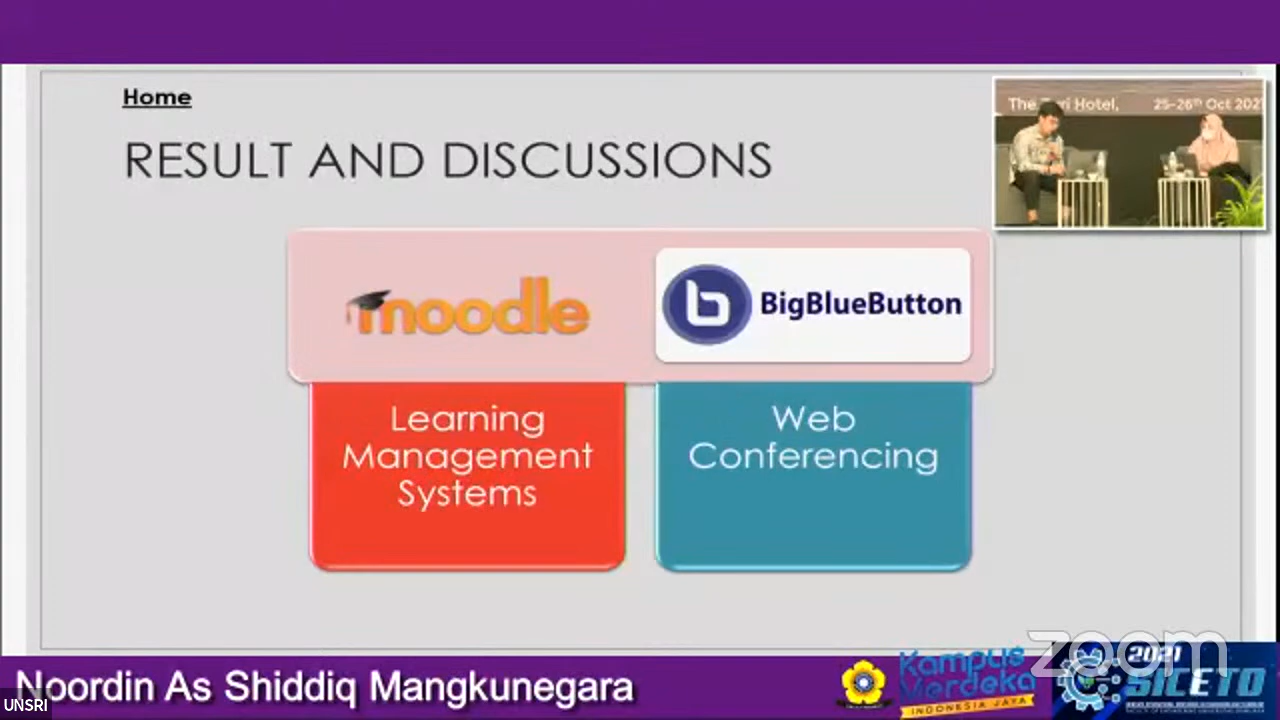 Home
RESULT AND DISCUSSIONS
The
Hotel,
25-26th Oct 2021
moodle
BigBlueButton
Learning
Management
Systems
Web
Conferencing
zoom
Noordin As Shiddiq Mangkunegara
UNSRI
Kampus
Merdeka
INDONESIA JAYA
2021
SICETO